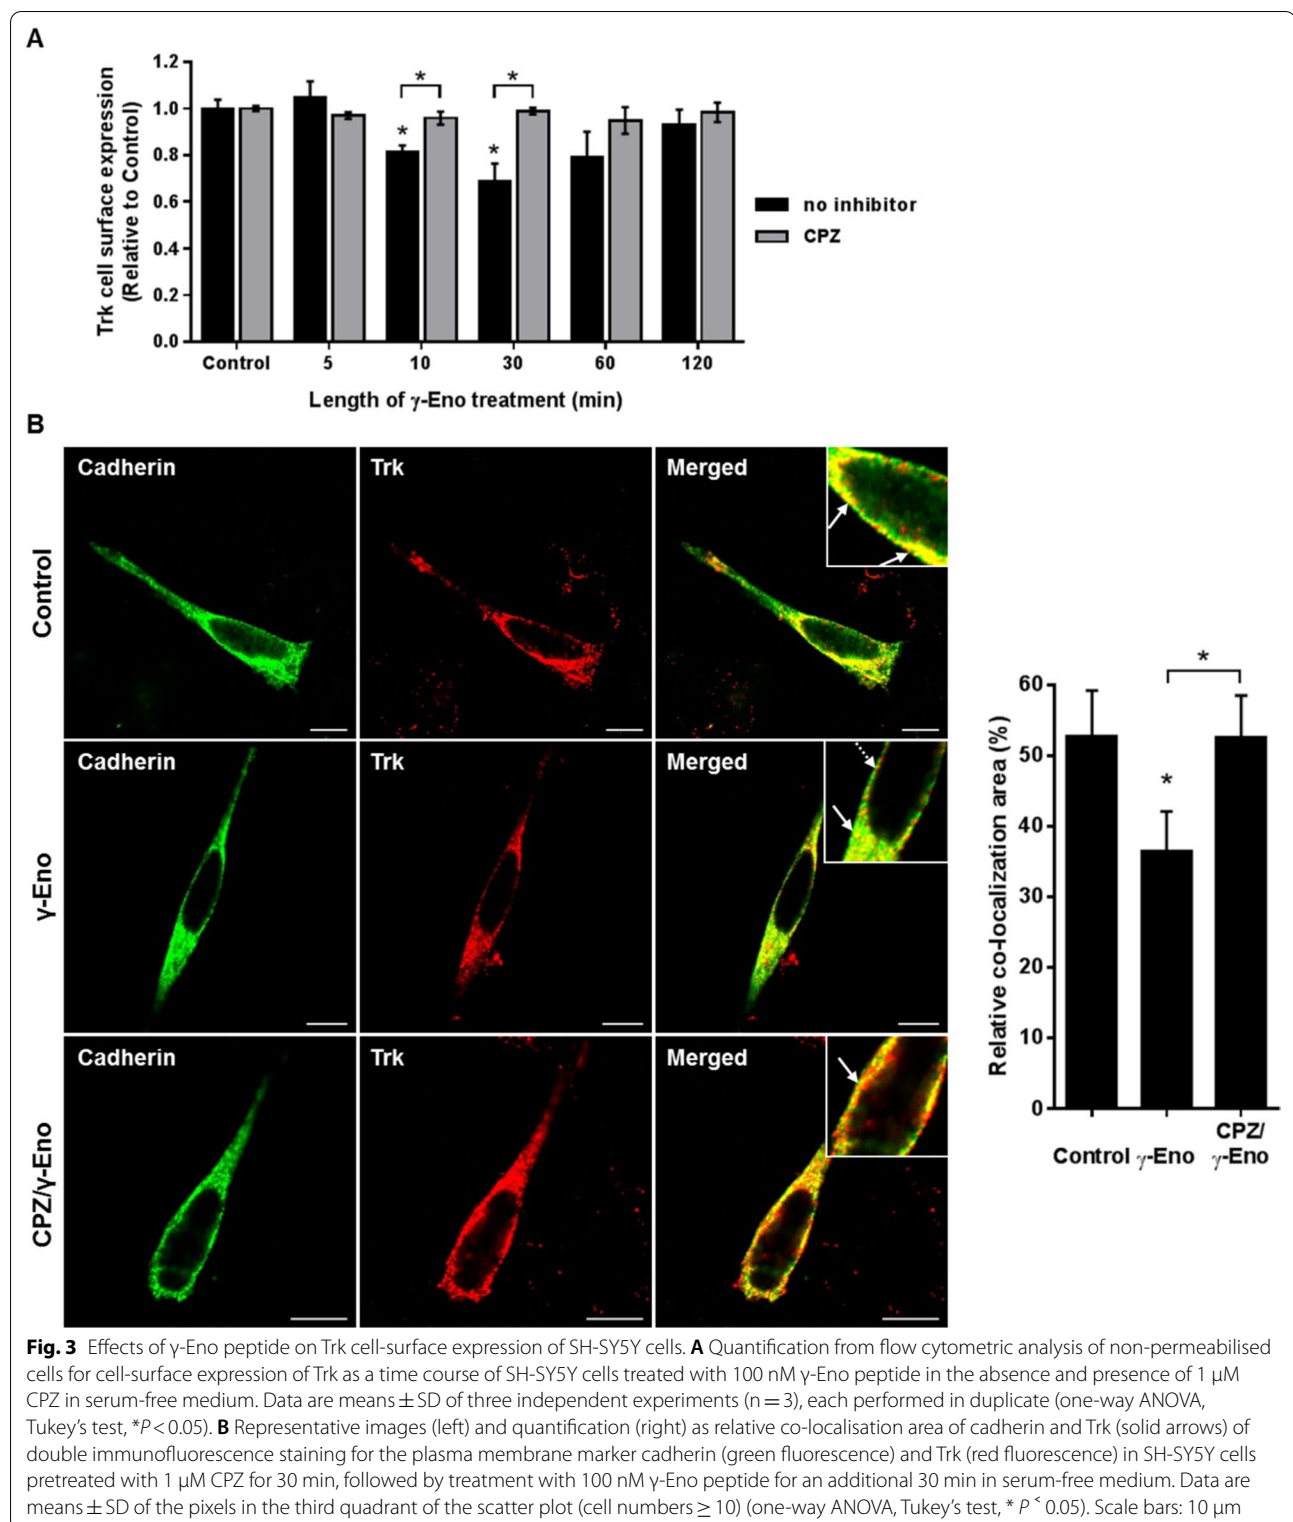 A
1.2
1.0
0.8
0.6
0.4
0.2
0.0
Trk cell surface expression
(Relative to Control)
*
*
*
*
no inhibitor
CPZ
Control 5 10 30 60 120
Length of γ-Eno treatment (min)
B
Control
Cadherin Trk Merged
γ-Eno
Cadherin Trk Merged
CPZ/γ-Eno
Cadherin Trk Merged
Relative co-localization area (%)
60
50
40
30
20
10
0
*
*
Control γ-Eno CPZ/
γ-Eno
Fig. 3 Effects of γ-Eno peptide on Trk cell-surface expression of SH-SY5Y cells. A Quantification from flow cytometric analysis of non-permeabilised
cells for cell-surface expression of Trk as a time course of SH-SY5Y cells treated with 100 nM γ-Eno peptide in the absence and presence of 1 μM
CPZ in serum-free medium. Data are means ± SD of three independent experiments (n = 3), each performed in duplicate (one-way ANOVA,
Tukey’s test, *P < 0.05). B Representative images (left) and quantification (right) as relative co-localisation area of cadherin and Trk (solid arrows) of
double immunofluorescence staining for the plasma membrane marker cadherin (green fluorescence) and Trk (red fluorescence) in SH-SY5Y cells
pretreated with 1 μM CPZ for 30 min, followed by treatment with 100 nM γ-Eno peptide for an additional 30 min in serum-free medium. Data are
means ± SD of the pixels in the third quadrant of the scatter plot (cell numbers ≥ 10) (one-way ANOVA, Tukey’s test, * P < 0.05). Scale bars: 10 μm